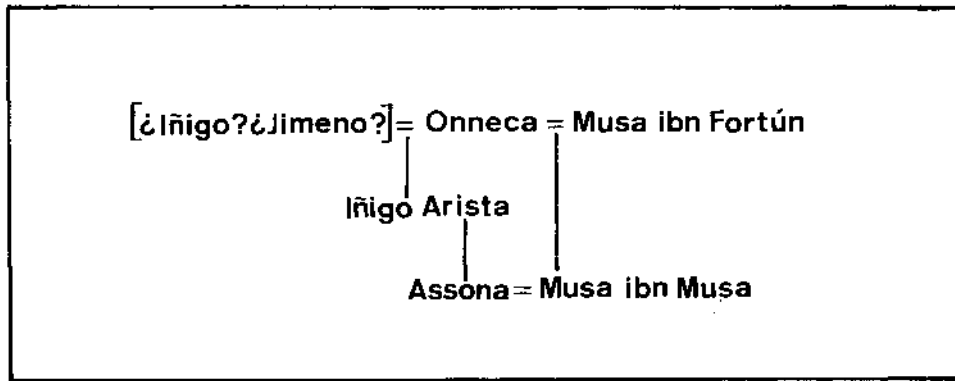 [¿Iñigo?¿Jimeno?]= Onneca = Musa ibn Fortún
Iñigo Arista
Assona= Musa ibn Musa